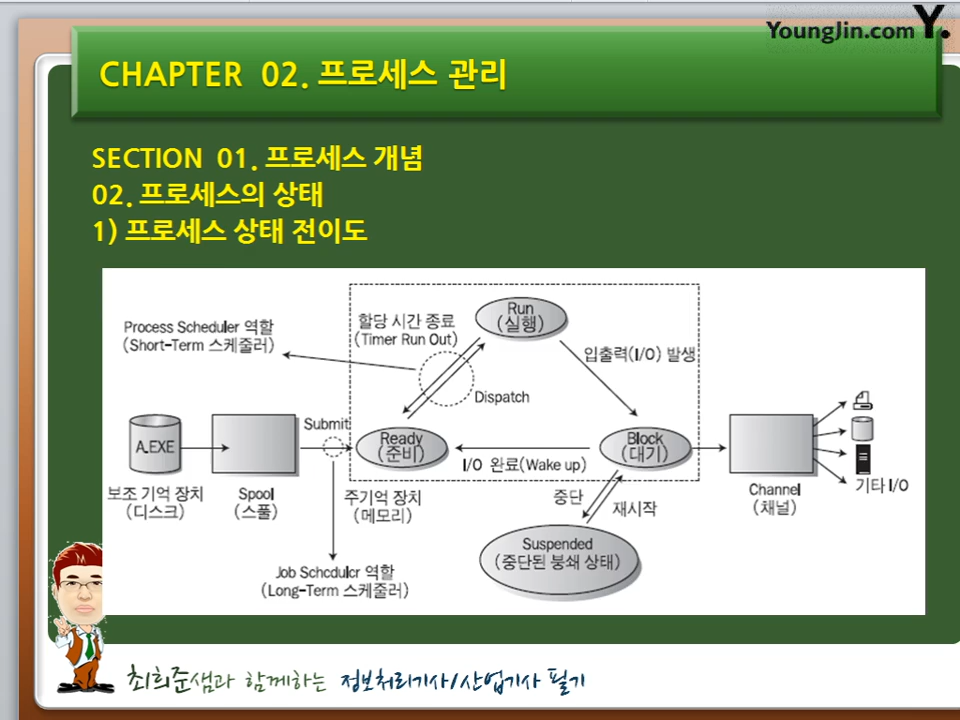 YoungJin.com Y.
CHAPTER 02. 프로세스 관리
SECTION 01. 프로세스 개념
02. 프로세스의 상태
1) 프로세스 상태 전이도
Process Scheduler 역할
(Short-Term 스케줄러)
할당 시간 종료
(Timer Run Out)
Run
(실행)
입출력(I/O) 발생
Dispatch
A.EXE
Submit
Ready
(준비)
I/O 완료(Wake up)
Block
(대기)
보조 기억 장치
(디스크)
Spool
(스풀)
주기억 장치
(메모리)
중단
재시작
Channel
(채널)
기타 I/O
Suspended
(중단된 봉쇄 상태)
Job Scheduler 역할
(Long-Term 스케줄러)
최희준샘과 함께하는 정보처리기사/산업기사 필기